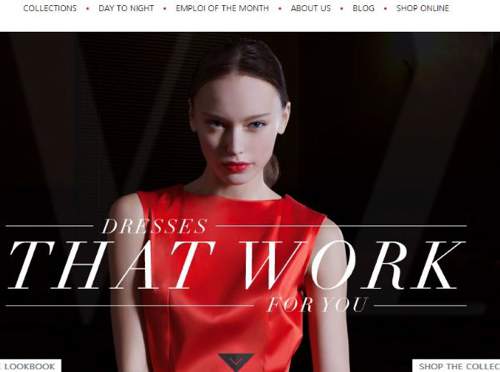 COLLECTIONS • DAY TO NIGHT • EMPLOI OF THE MONTH • ABOUT US • BLOG • SHOP ONLINE
DRESSES
THAT WORK
FOR YOU
LOOKBOOK
SHOP THE COLLEC